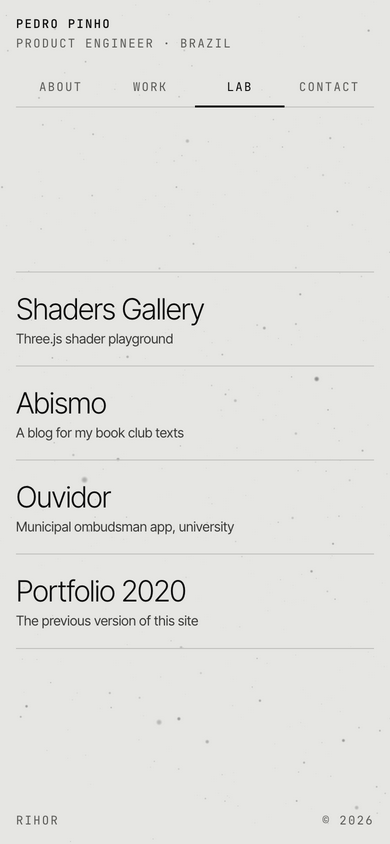 PEDRO PINHO
PRODUCT ENGINEER · BRAZIL
ABOUT WORK LAB CONTACT
Shaders Gallery
Three.js shader playground
Abismo
A blog for my book club texts
Ouvidor
Municipal ombudsman app, university
Portfolio 2020
The previous version of this site
RIHOR © 2026